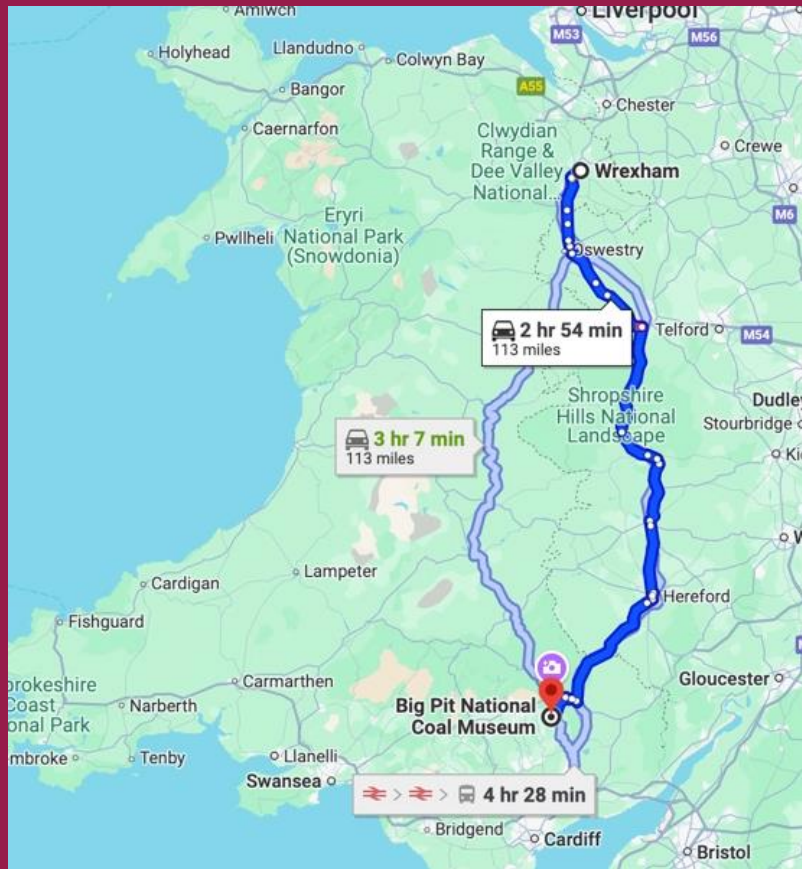 Amlwch
Liverpool
M53
M56
Holyhead
Llandudno
Colwyn Bay
A55
Bangor
Chester
Caernarfon
Clwydian
Range &
Dee Valley
National...
Crewe
Wrexham
M6
Eryri
National Park
(Snowdonia)
Pwllheli
Oswestry
2 hr 54 min
113 miles
Telford
M54
Shropshire
Hills National
Landscape
Dudley
Stourbridge
3 hr 7 min
113 miles
Lampeter
Cardigan
Hereford
Fishguard
Carmarthen
Gloucester
Big Pit National
Coal Museum
brokeshire
Coast
onal Park
Narberth
embroke
Tenby
Llanelli
Swansea
> > 4 hr 28 min
Bridgend
Cardiff
Bristol